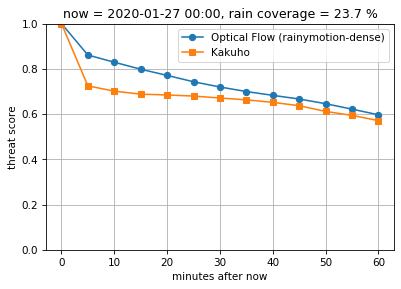 now = 2020-01-27 00:00, rain coverage = 23.7 %
Optical Flow (rainymotion-dense)
Kakuho
threat score
1.0
0.8
0.6
0.4
0.2
0.0
0 10 20 30 40 50 60
minutes after now